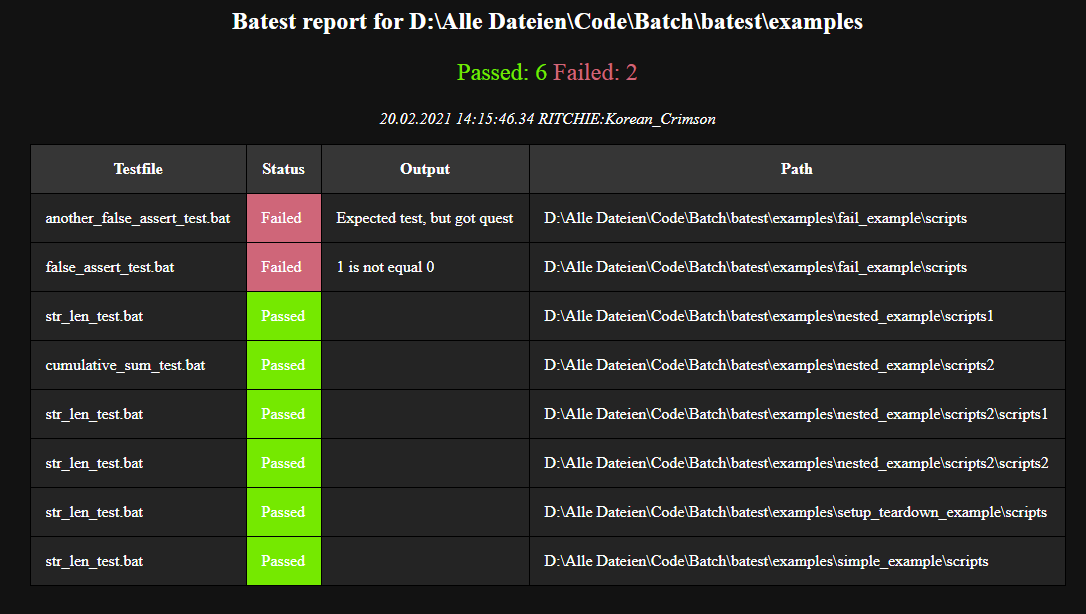 Batest report for D:\Alle Dateien\Code\Batch\batest\examples
Passed: 6 Failed: 2
20.02.2021 14:15:46.34 RITCHIE:Korean_Crimson
Testfile Status Output Path
another_false_assert_test.bat Failed Expected test, but got quest D:\Alle Dateien\Code\Batch\batest\examples\fail_example\scripts
false_assert_test.bat Failed 1 is not equal 0 D:\Alle Dateien\Code\Batch\batest\examples\fail_example\scripts
str_len_test.bat Passed D:\Alle Dateien\Code\Batch\batest\examples\nested_example\scripts1
cumulative_sum_test.bat Passed D:\Alle Dateien\Code\Batch\batest\examples\nested_example\scripts2
str_len_test.bat Passed D:\Alle Dateien\Code\Batch\batest\examples\nested_example\scripts2\scripts1
str_len_test.bat Passed D:\Alle Dateien\Code\Batch\batest\examples\nested_example\scripts2\scripts2
str_len_test.bat Passed D:\Alle Dateien\Code\Batch\batest\examples\setup_teardown_example\scripts
str_len_test.bat Passed D:\Alle Dateien\Code\Batch\batest\examples\simple_example\scripts